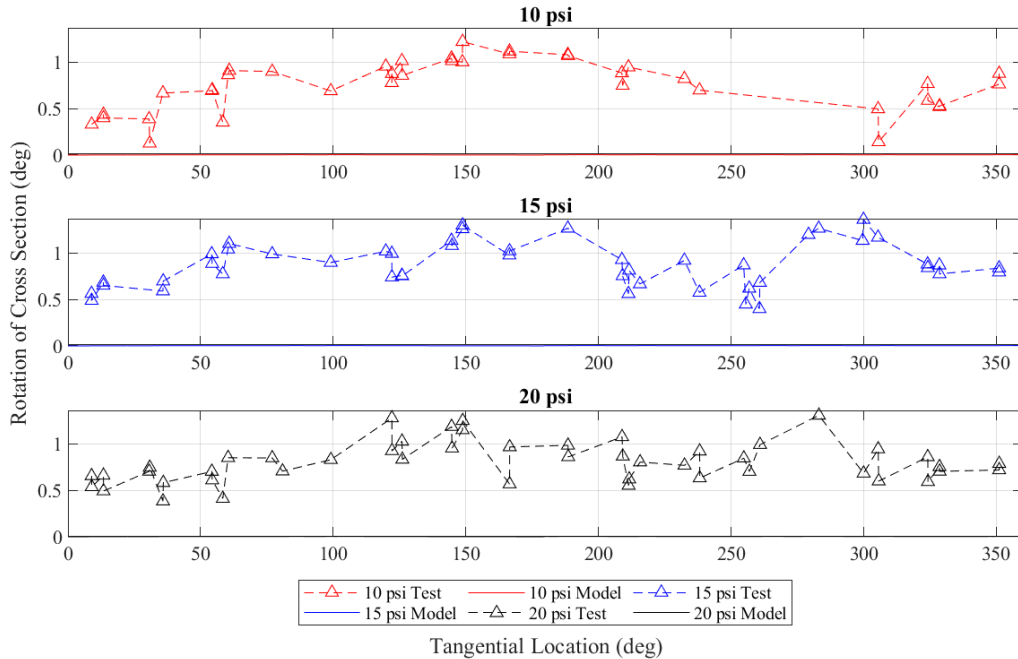 10 psi
1
0.5
0
0 50 100 150 200 250 300 350
15 psi
1
0.5
0
0 50 100 150 200 250 300 350
20 psi
1
0.5
0
0 50 100 150 200 250 300 350
Rotation of Cross Section (deg)
10 psi Test 10 psi Model 15 psi Test
15 psi Model 20 psi Test 20 psi Model
Tangential Location (deg)